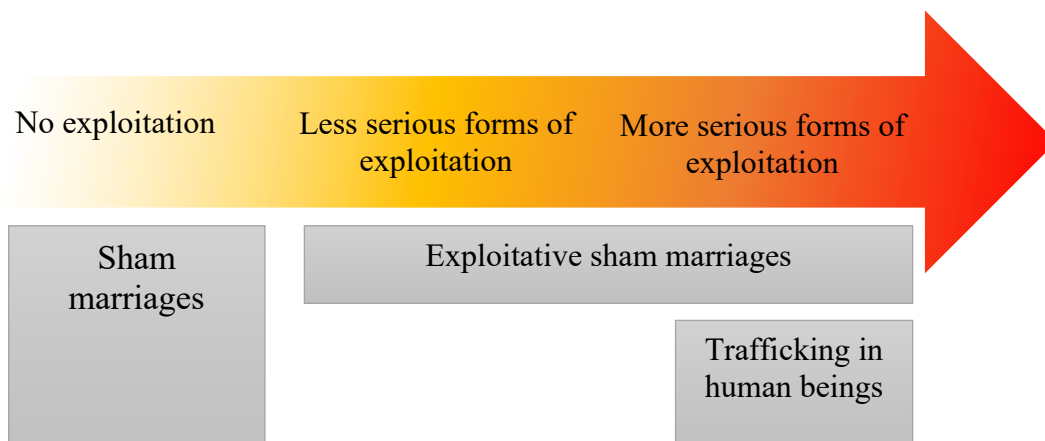 No exploitation
Less serious forms of
exploitation
More serious forms of
exploitation
Sham
marriages
Exploitative sham marriages
Trafficking in
human beings